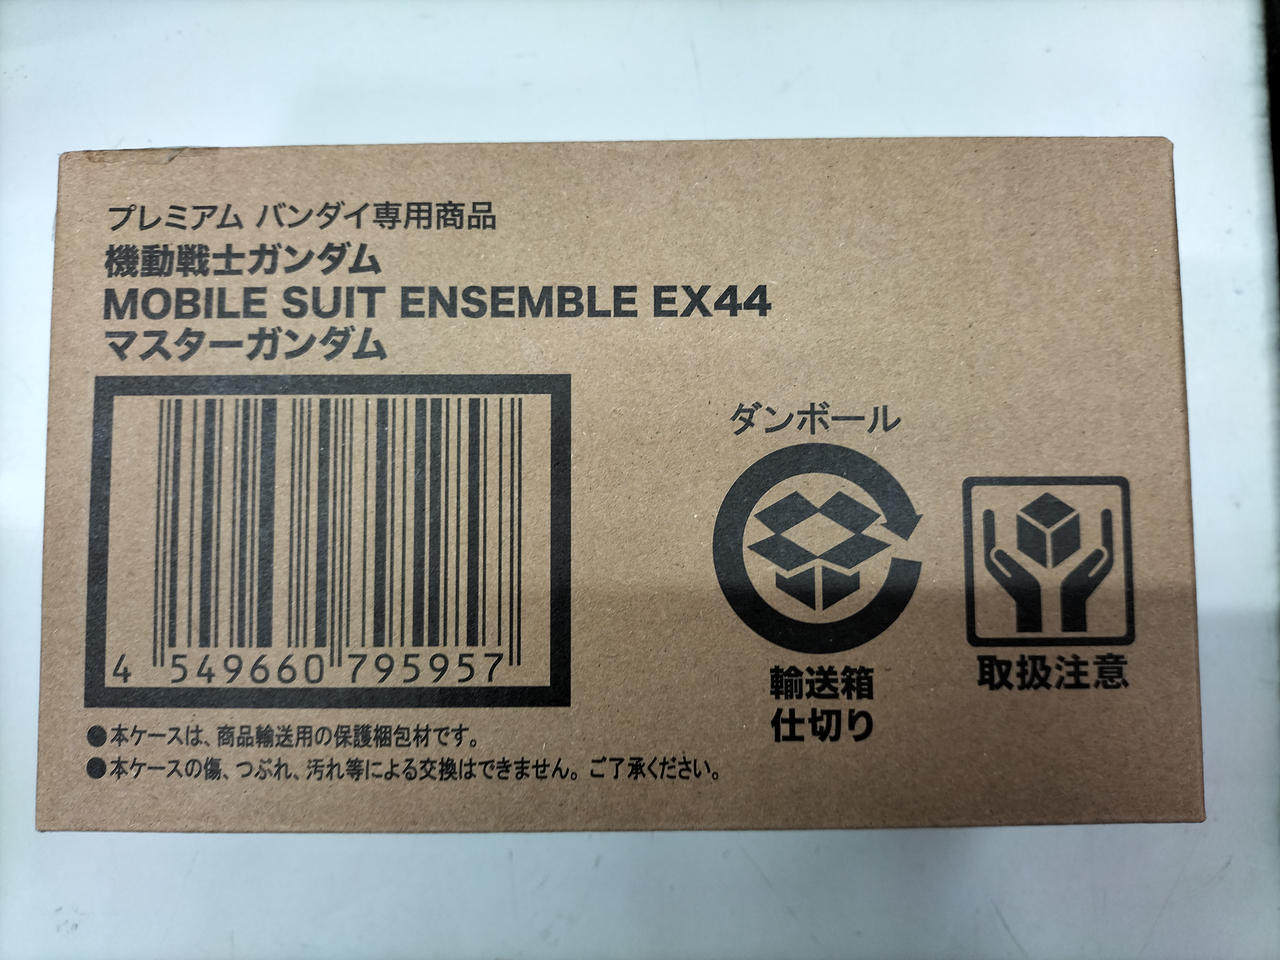 プレミアム バンダイ専用商品
機動戦士ガンダム
MOBILE SUIT ENSEMBLE EX44
マスターガンダム
4 549660 795957
ダンボール
輸送箱
仕切り
取扱注意
●本ケースは、商品輸送用の保護梱包材です。
●本ケースの傷、つぶれ、汚れ等による交換はできません。ご了承ください。